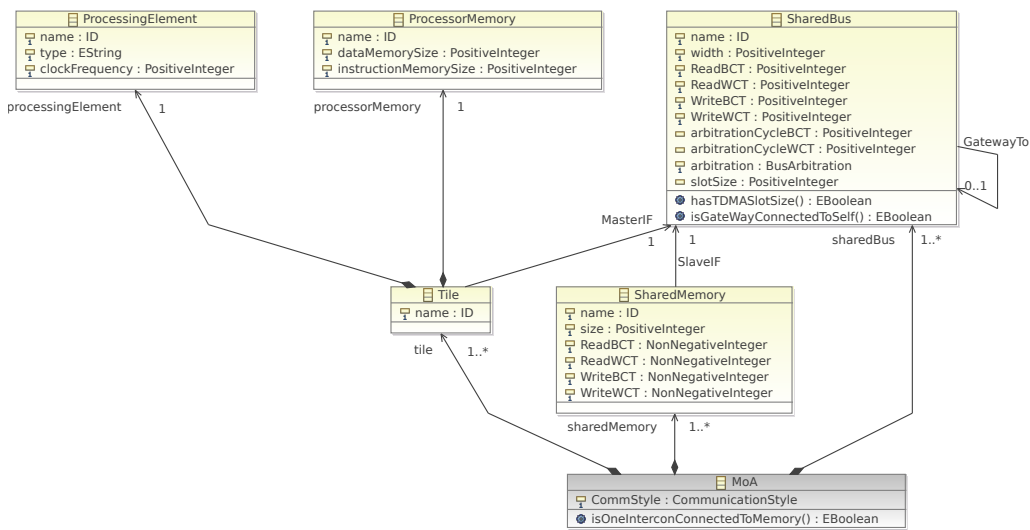 ProcessingElement
name : ID
type : EString
clockFrequency : PositiveInteger
ProcessorMemory
name : ID
dataMemorySize : PositiveInteger
instructionMemorySize : PositiveInteger
SharedBus
name : ID
width : PositiveInteger
ReadBCT : PositiveInteger
ReadWCT : PositiveInteger
WriteBCT : PositiveInteger
WriteWCT : PositiveInteger
arbitrationCycleBCT : PositiveInteger
arbitrationCycleWCT : PositiveInteger
arbitration : BusArbitration
slotSize : PositiveInteger
hasTDMASlotSize() : EBoolean
isGateWayConnectedToSelf() : EBoolean
GatewayTo
0..1
processingElement
1
processorMemory
1
MasterIF
1
1
SlaveIF
sharedBus
1..*
Tile
name : ID
tile
1..*
SharedMemory
name : ID
size : PositiveInteger
ReadBCT : NonNegativeInteger
ReadWCT : NonNegativeInteger
WriteBCT : NonNegativeInteger
WriteWCT : NonNegativeInteger
sharedMemory
1..*
MoA
CommStyle : CommunicationStyle
isOneInterconConnectedToMemory() : EBoolean